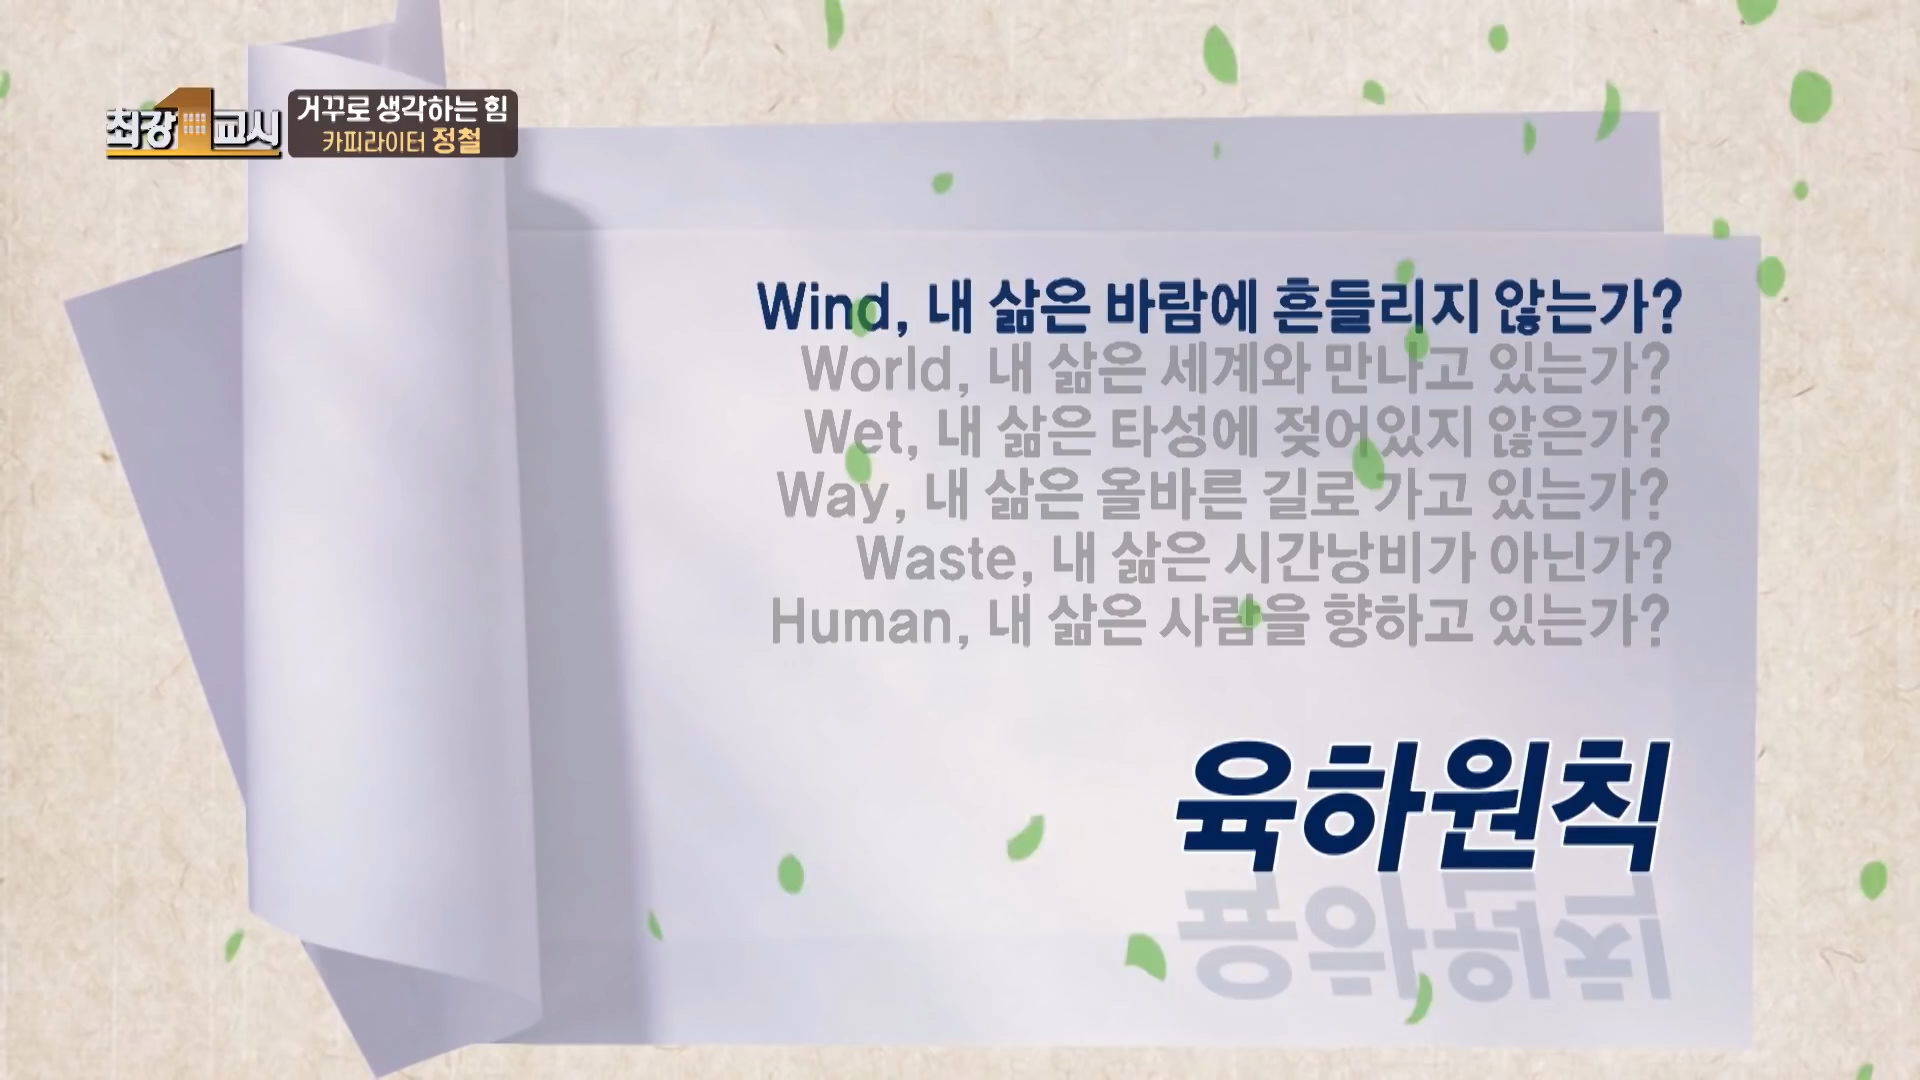 최강1교시
거꾸로 생각하는 힘
카피라이터 정철
Wind, 내 삶은 바람에 흔들리지 않는가?
World, 내 삶은 세계와 만나고 있는가?
Wet, 내 삶은 타성에 젖어있지 않은가?
Way, 내 삶은 올바른 길로 가고 있는가?
Waste, 내 삶은 시간낭비가 아닌가?
Human, 내 삶은 사람을 향하고 있는가?
육하원칙